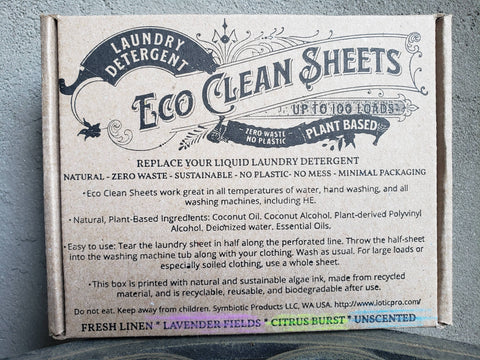 LAUNDRY
DETERGENT
ECO CLEAN SHEETS
UP TO 100 LOADS
ZERO WASTE
NO PLASTIC
PLANT BASED
REPLACE YOUR LIQUID LAUNDRY DETERGENT
NATURAL - ZERO WASTE - SUSTAINABLE - NO PLASTIC- NO MESS - MINIMAL PACKAGING
•Eco Clean Sheets work great in all temperatures of water, hand washing, and all
washing machines, including HE.
• Natural, Plant-Based Ingredients: Coconut Oil, Coconut Alcohol, Plant-derived Polyvinyl
Alcohol, Deionized water, Essential Oils.
• Easy to use: Tear the laundry sheet in half along the perforated line. Throw the half-sheet
into the washing machine tub along with your clothing. Wash as usual. For large loads or
especially soiled clothing, use a whole sheet.
•This box is printed with natural and sustainable algae ink, made from recycled
material, and is recyclable, reusable, and biodegradable after use.
Do not eat. Keep away from children. Symbiotic Products LLC, WA USA. http://www.loticpro.com/
FRESH LINEN * LAVENDER FIELDS * CITRUS BURST * UNSCENTED